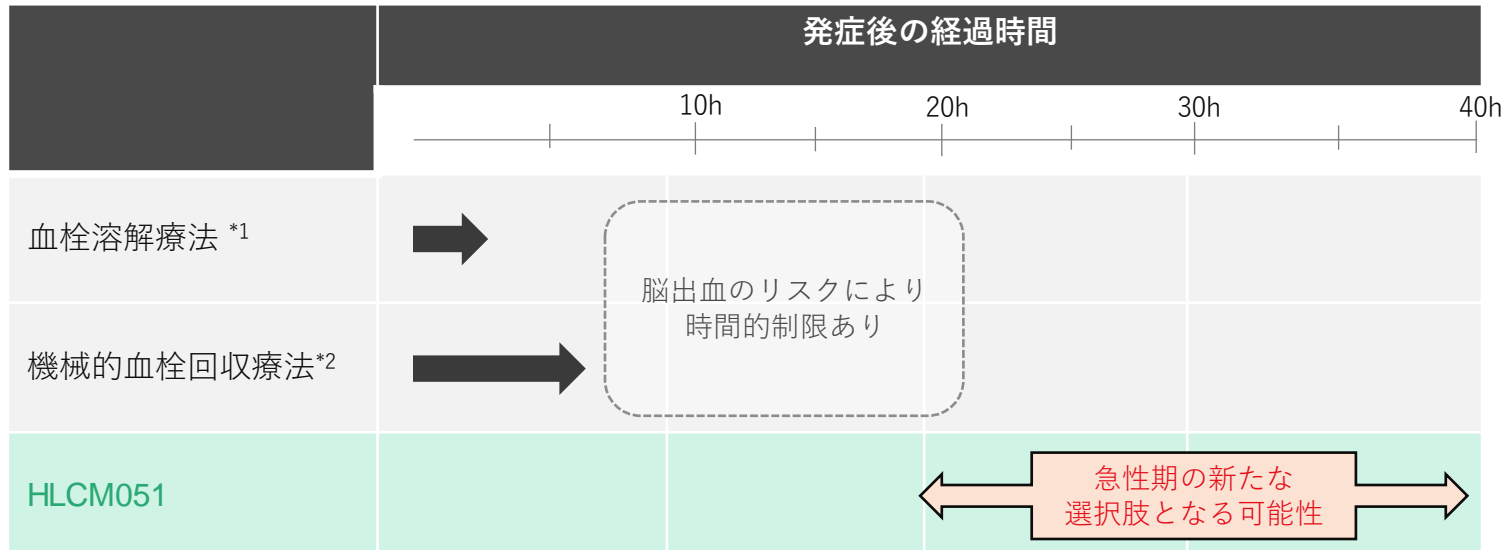 発症後の経過時間
10h 20h 30h 40h
血栓溶解療法 *1
脳出血のリスクにより
時間的制限あり
機械的血栓回収療法*2
HLCM051
急性期の新たな
選択肢となる可能性